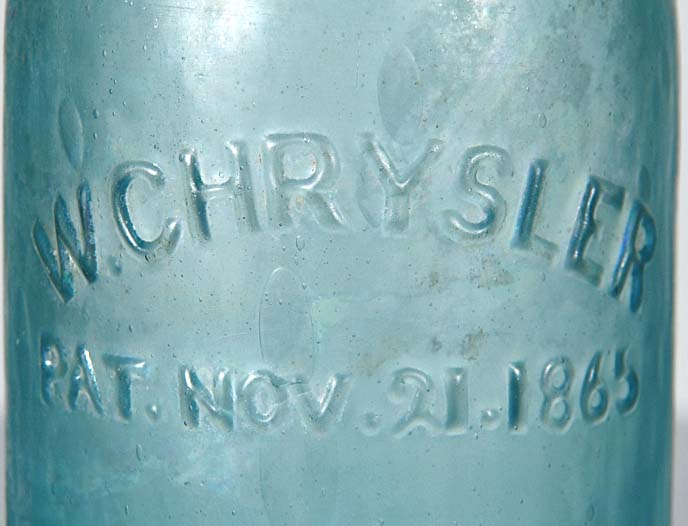 W. CHRYSLER
PAT. NOV. 21. 1865